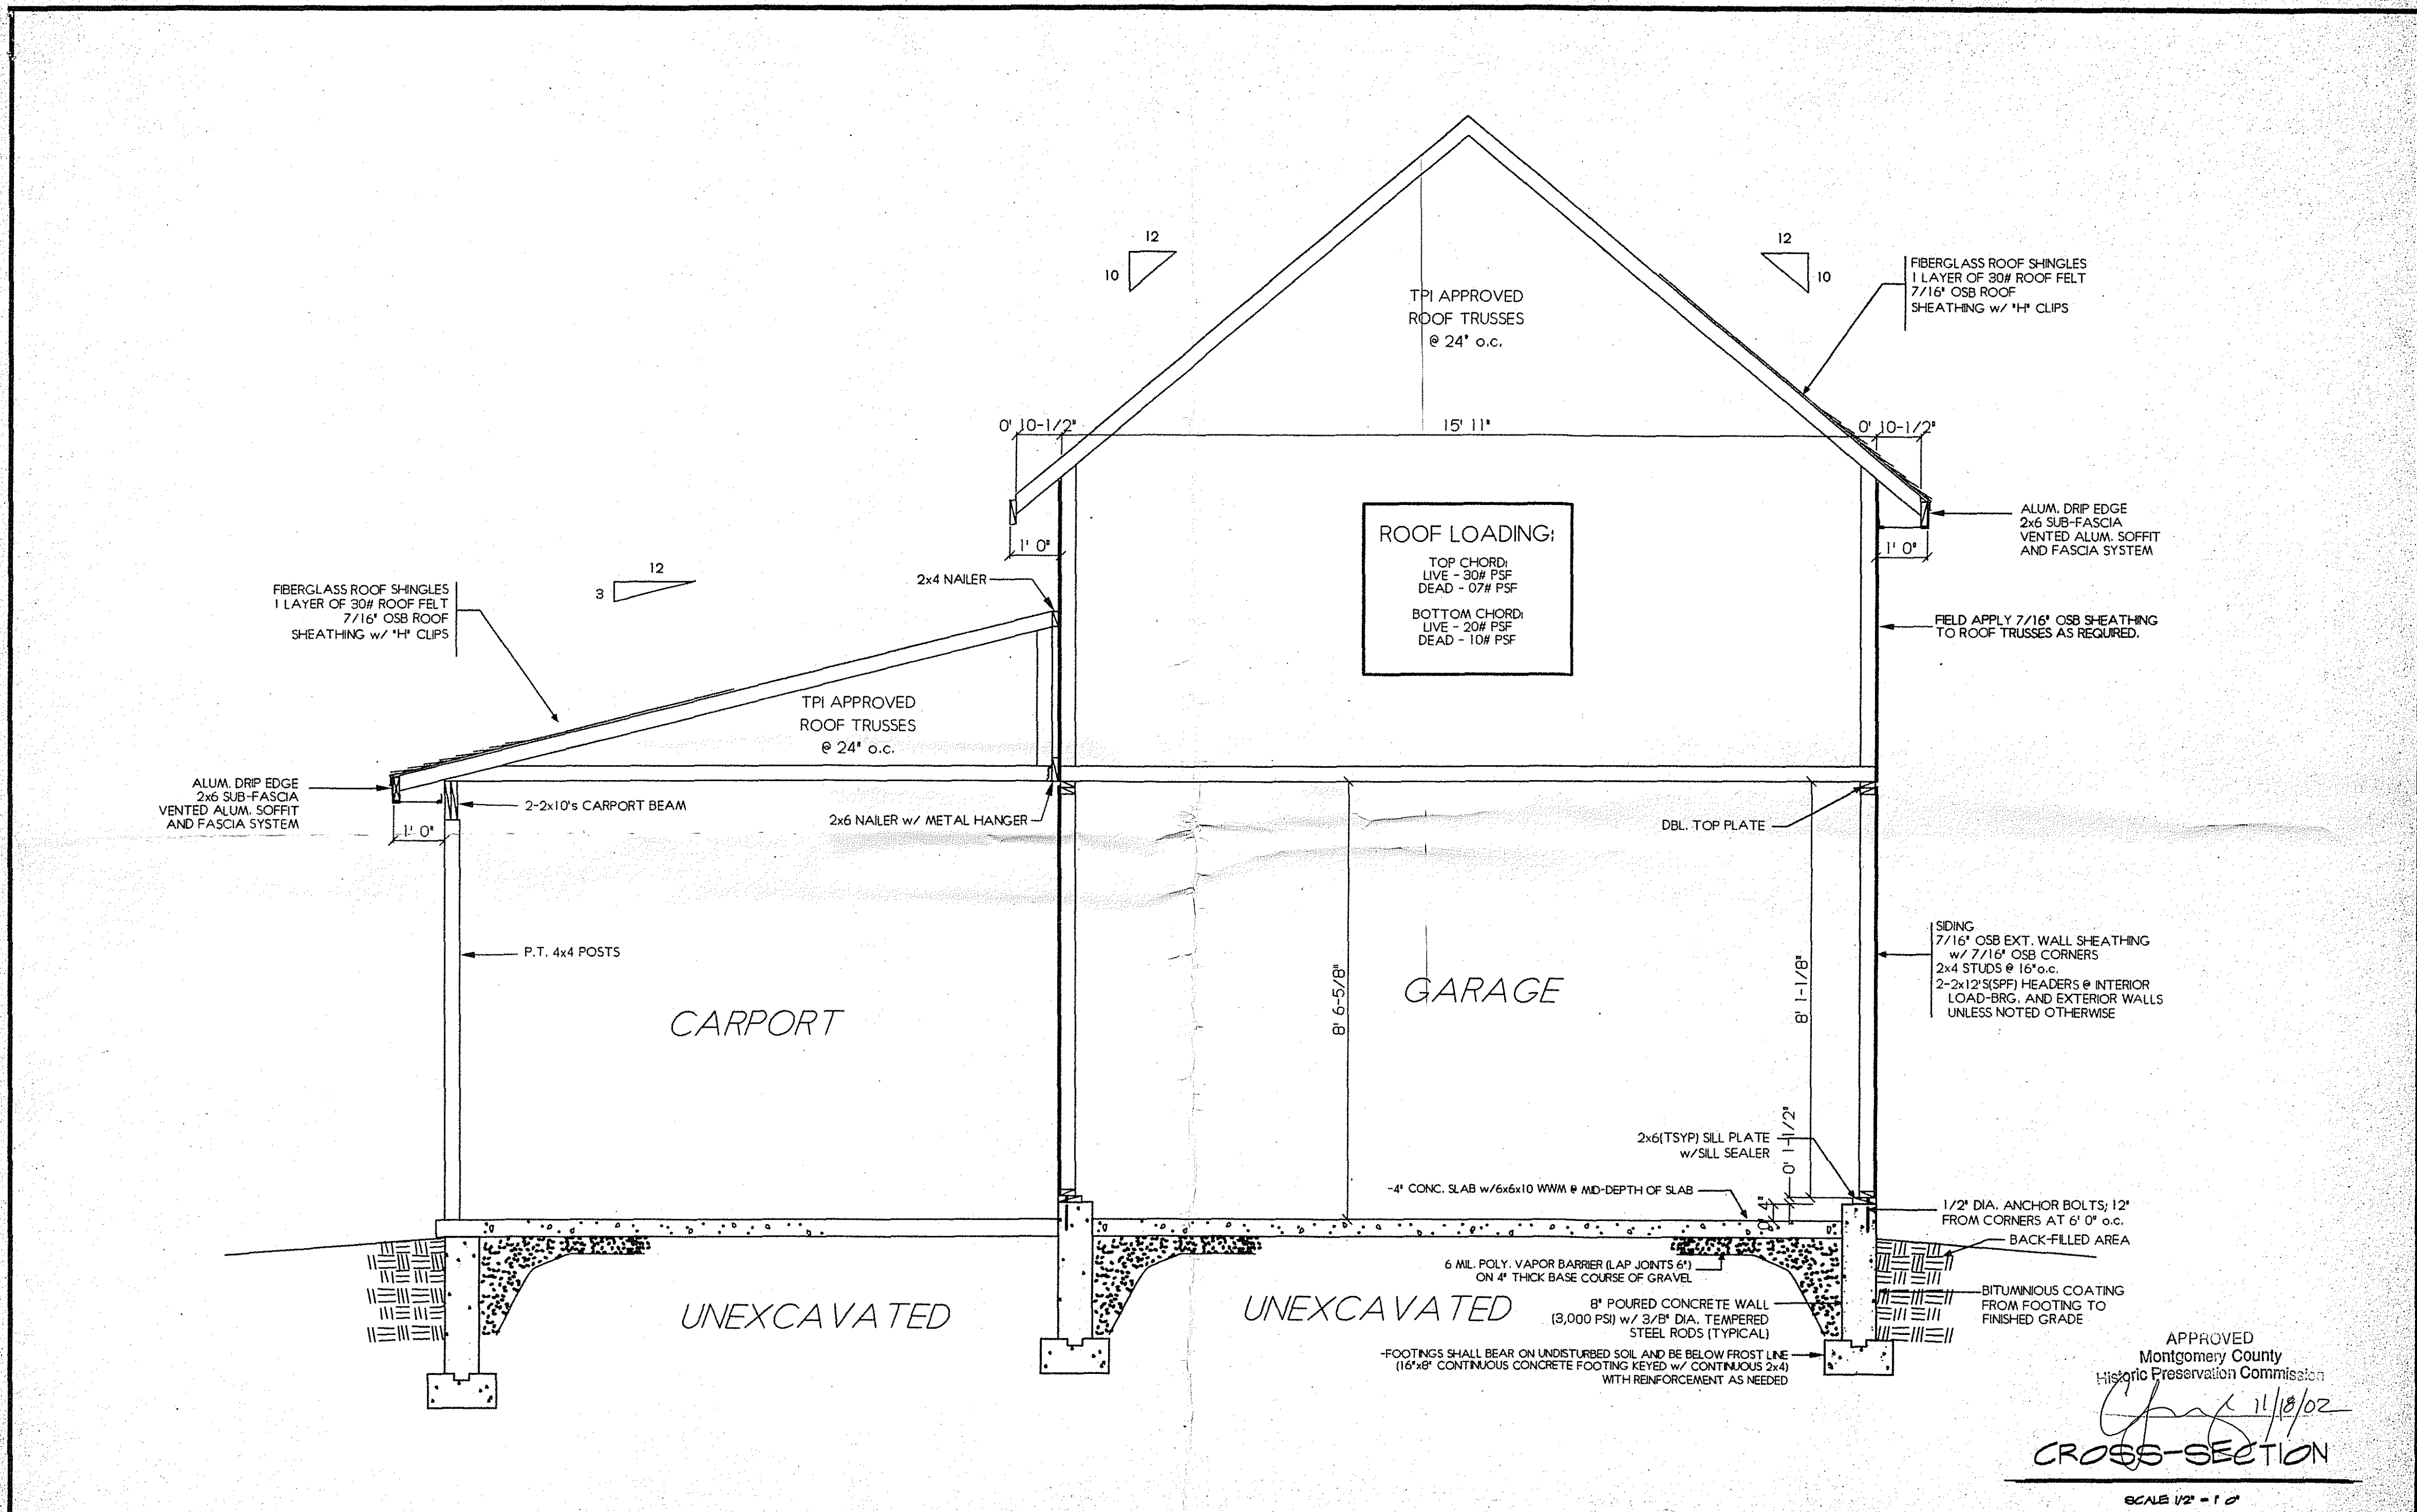 12
10
12
10
FIBERGLASS ROOF SHINGLES
1 LAYER OF 30# ROOF FELT
7/16" OSB ROOF
SHEATHING w/ "H" CLIPS
TPI APPROVED
ROOF TRUSSES
@ 24" o.c.
0' 10-1/2"
15' 11"
0' 10-1/2"
ROOF LOADING:
TOP CHORD:
LIVE - 30# PSF
DEAD - 07# PSF
BOTTOM CHORD:
LIVE - 20# PSF
DEAD - 10# PSF
1' 0"
1' 0"
ALUM. DRIP EDGE
2x6 SUB-FASCIA
VENTED ALUM. SOFFIT
AND FASCIA SYSTEM
12
3
2x4 NAILER
FIBERGLASS ROOF SHINGLES
1 LAYER OF 30# ROOF FELT
7/16" OSB ROOF
SHEATHING w/ "H" CLIPS
FIELD APPLY 7/16" OSB SHEATHING
TO ROOF TRUSSES AS REQUIRED.
TPI APPROVED
ROOF TRUSSES
@ 24" o.c.
ALUM. DRIP EDGE
2x6 SUB-FASCIA
VENTED ALUM. SOFFIT
AND FASCIA SYSTEM
1' 0"
2-2x10's CARPORT BEAM
2x6 NAILER w/ METAL HANGER
DBL. TOP PLATE
P.T. 4x4 POSTS
CARPORT
8' 6-5/8"
GARAGE
8' 1-1/8"
SIDING
7/16" OSB EXT. WALL SHEATHING
w/ 7/16" OSB CORNERS
2x4 STUDS @ 16"o.c.
2-2x12'S(SPF) HEADERS @ INTERIOR
LOAD-BRG. AND EXTERIOR WALLS
UNLESS NOTED OTHERWISE
0' 1-1/2"
2x6(TSYP) SILL PLATE
w/SILL SEALER
-4" CONC. SLAB w/6x6x10 WWM @ MID-DEPTH OF SLAB
0' 4"
1/2" DIA. ANCHOR BOLTS; 12"
FROM CORNERS AT 6' 0" o.c.
BACK-FILLED AREA
6 MIL. POLY. VAPOR BARRIER (LAP JOINTS 6")
ON 4" THICK BASE COURSE OF GRAVEL
UNEXCAVATED
UNEXCAVATED
8" POURED CONCRETE WALL
(3,000 PSI) w/ 3/8" DIA. TEMPERED
STEEL RODS (TYPICAL)
BITUMINIOUS COATING
FROM FOOTING TO
FINISHED GRADE
-FOOTINGS SHALL BEAR ON UNDISTURBED SOIL AND BE BELOW FROST LINE
(16"x8" CONTINUOUS CONCRETE FOOTING KEYED w/ CONTINUOUS 2x4)
WITH REINFORCEMENT AS NEEDED
APPROVED
Montgomery County
Historic Preservation Commission
11/18/02
CROSS-SECTION
SCALE 1/2" = 1' 0"